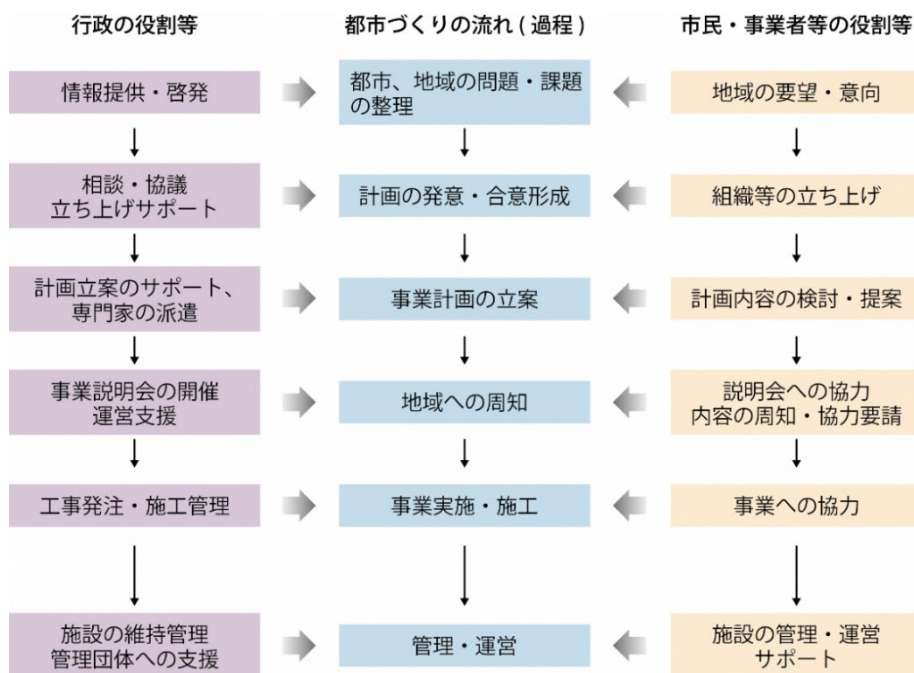 行政の役割等
都市づくりの流れ(過程)
市民・事業者等の役割等
情報提供・啓発
都市、地域の問題・課題
の整理
地域の要望・意向
相談・協議
立ち上げサポート
計画の発意・合意形成
組織等の立ち上げ
計画立案のサポート、
専門家の派遣
事業計画の立案
計画内容の検討・提案
事業説明会の開催
運営支援
地域への周知
説明会への協力
内容の周知・協力要請
工事発注・施工管理
事業実施・施工
事業への協力
施設の維持管理
管理団体への支援
管理・運営
施設の管理・運営
サポート